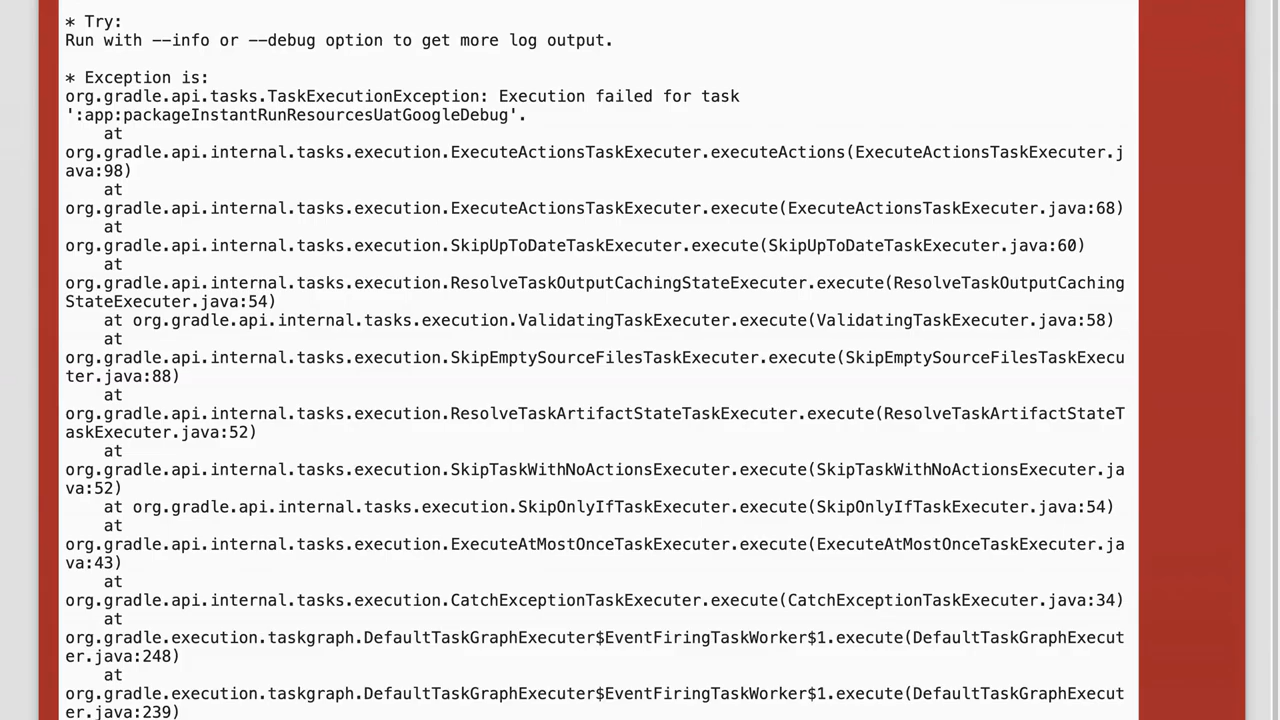 * Try:
Run with --info or --debug option to get more log output.
* Exception is:
org.gradle.api.tasks.TaskExecutionException: Execution failed for task
':app:packageInstantRunResourcesUatGoogleDebug'.
at
org.gradle.api.internal.tasks.execution.ExecuteActionsTaskExecuter.executeActions(ExecuteActionsTaskExecuter.j
ava:98)
at
org.gradle.api.internal.tasks.execution.ExecuteActionsTaskExecuter.execute(ExecuteActionsTaskExecuter.java:68)
at
org.gradle.api.internal.tasks.execution.SkipUpToDateTaskExecuter.execute(SkipUpToDateTaskExecuter.java:60)
at
org.gradle.api.internal.tasks.execution.ResolveTaskOutputCachingStateExecuter.execute(ResolveTaskOutputCaching
StateExecuter.java:54)
at org.gradle.api.internal.tasks.execution.ValidatingTaskExecuter.execute(ValidatingTaskExecuter.java:58)
at
org.gradle.api.internal.tasks.execution.SkipEmptySourceFilesTaskExecuter.execute(SkipEmptySourceFilesTaskExecu
ter.java:88)
at
org.gradle.api.internal.tasks.execution.ResolveTaskArtifactStateTaskExecuter.execute(ResolveTaskArtifactStateT
askExecuter.java:52)
at
org.gradle.api.internal.tasks.execution.SkipTaskWithNoActionsExecuter.execute(SkipTaskWithNoActionsExecuter.ja
va:52)
at org.gradle.api.internal.tasks.execution.SkipOnlyIfTaskExecuter.execute(SkipOnlyIfTaskExecuter.java:54)
at
org.gradle.api.internal.tasks.execution.ExecuteAtMostOnceTaskExecuter.execute(ExecuteAtMostOnceTaskExecuter.ja
va:43)
at
org.gradle.api.internal.tasks.execution.CatchExceptionTaskExecuter.execute(CatchExceptionTaskExecuter.java:34)
at
org.gradle.execution.taskgraph.DefaultTaskGraphExecuter$EventFiringTaskWorker$1.execute(DefaultTaskGraphExecut
er.java:248)
at
org.gradle.execution.taskgraph.DefaultTaskGraphExecuter$EventFiringTaskWorker$1.execute(DefaultTaskGraphExecut
er.java:239)